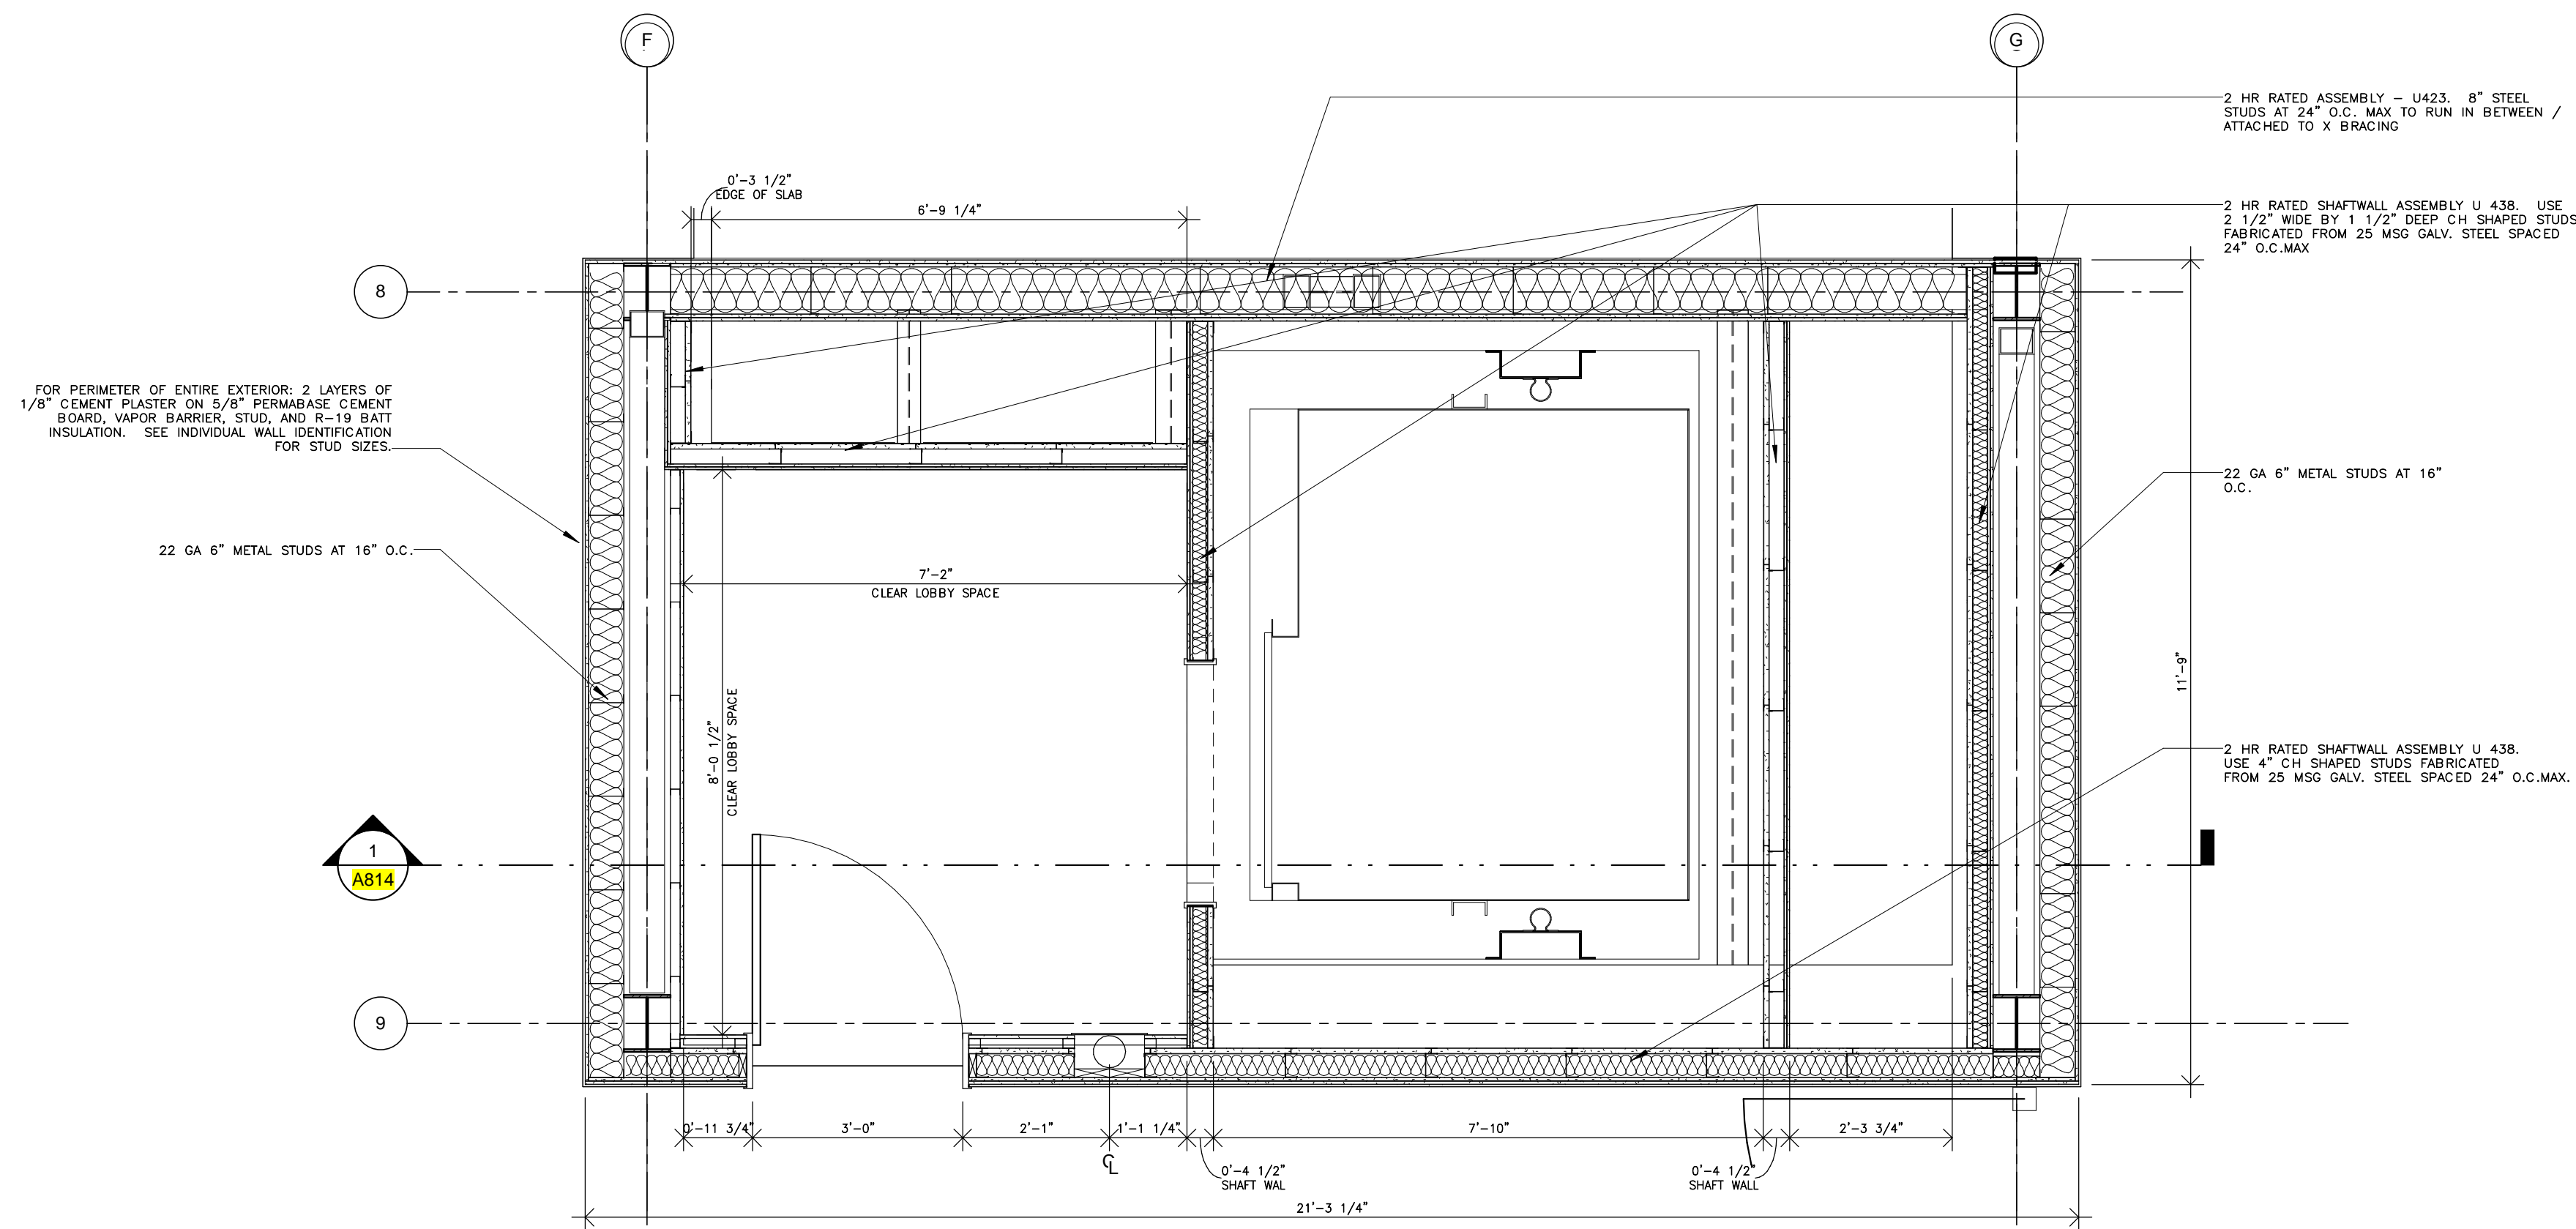 F
G
2 HR RATED ASSEMBLY – U423. 8" STEEL
STUDS AT 24" O.C. MAX TO RUN IN BETWEEN /
ATTACHED TO X BRACING
0'-3 1/2"
EDGE OF SLAB
6'-9 1/4"
2 HR RATED SHAFTWALL ASSEMBLY U 438. USE
2 1/2" WIDE BY 1 1/2" DEEP CH SHAPED STUDS
FABRICATED FROM 25 MSG GALV. STEEL SPACED
24" O.C.MAX
8
FOR PERIMETER OF ENTIRE EXTERIOR: 2 LAYERS OF
1/8" CEMENT PLASTER ON 5/8" PERMABASE CEMENT
BOARD, VAPOR BARRIER, STUD, AND R-19 BATT
INSULATION. SEE INDIVIDUAL WALL IDENTIFICATION
FOR STUD SIZES.
22 GA 6" METAL STUDS AT 16"
O.C.
22 GA 6" METAL STUDS AT 16" O.C.
7'-2"
CLEAR LOBBY SPACE
8'-0 1/2"
CLEAR LOBBY SPACE
11'-9"
2 HR RATED SHAFTWALL ASSEMBLY U 438.
USE 4" CH SHAPED STUDS FABRICATED
FROM 25 MSG GALV. STEEL SPACED 24" O.C.MAX.
1
A814
9
0'-11 3/4"
3'-0"
2'-1"
1'-1 1/4"
7'-10"
2'-3 3/4"
CL
0'-4 1/2"
SHAFT WAL
0'-4 1/2"
SHAFT WALL
21'-3 1/4"